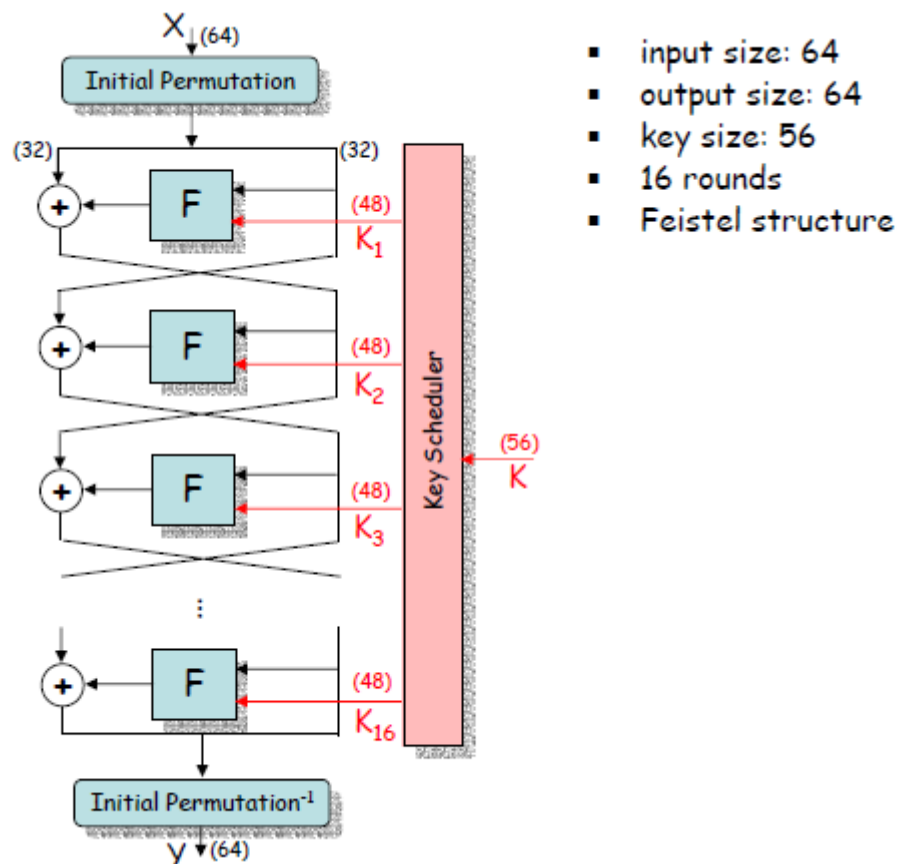 X (64)
Initial Permutation
(32) (32)
+ F (48)
K1
+ F (48)
K2
+ F (48)
K3
...
+ F (48)
K16
Initial Permutation-1
Y (64)
Key Scheduler
(56)
K
▪ input size: 64
▪ output size: 64
▪ key size: 56
▪ 16 rounds
▪ Feistel structure